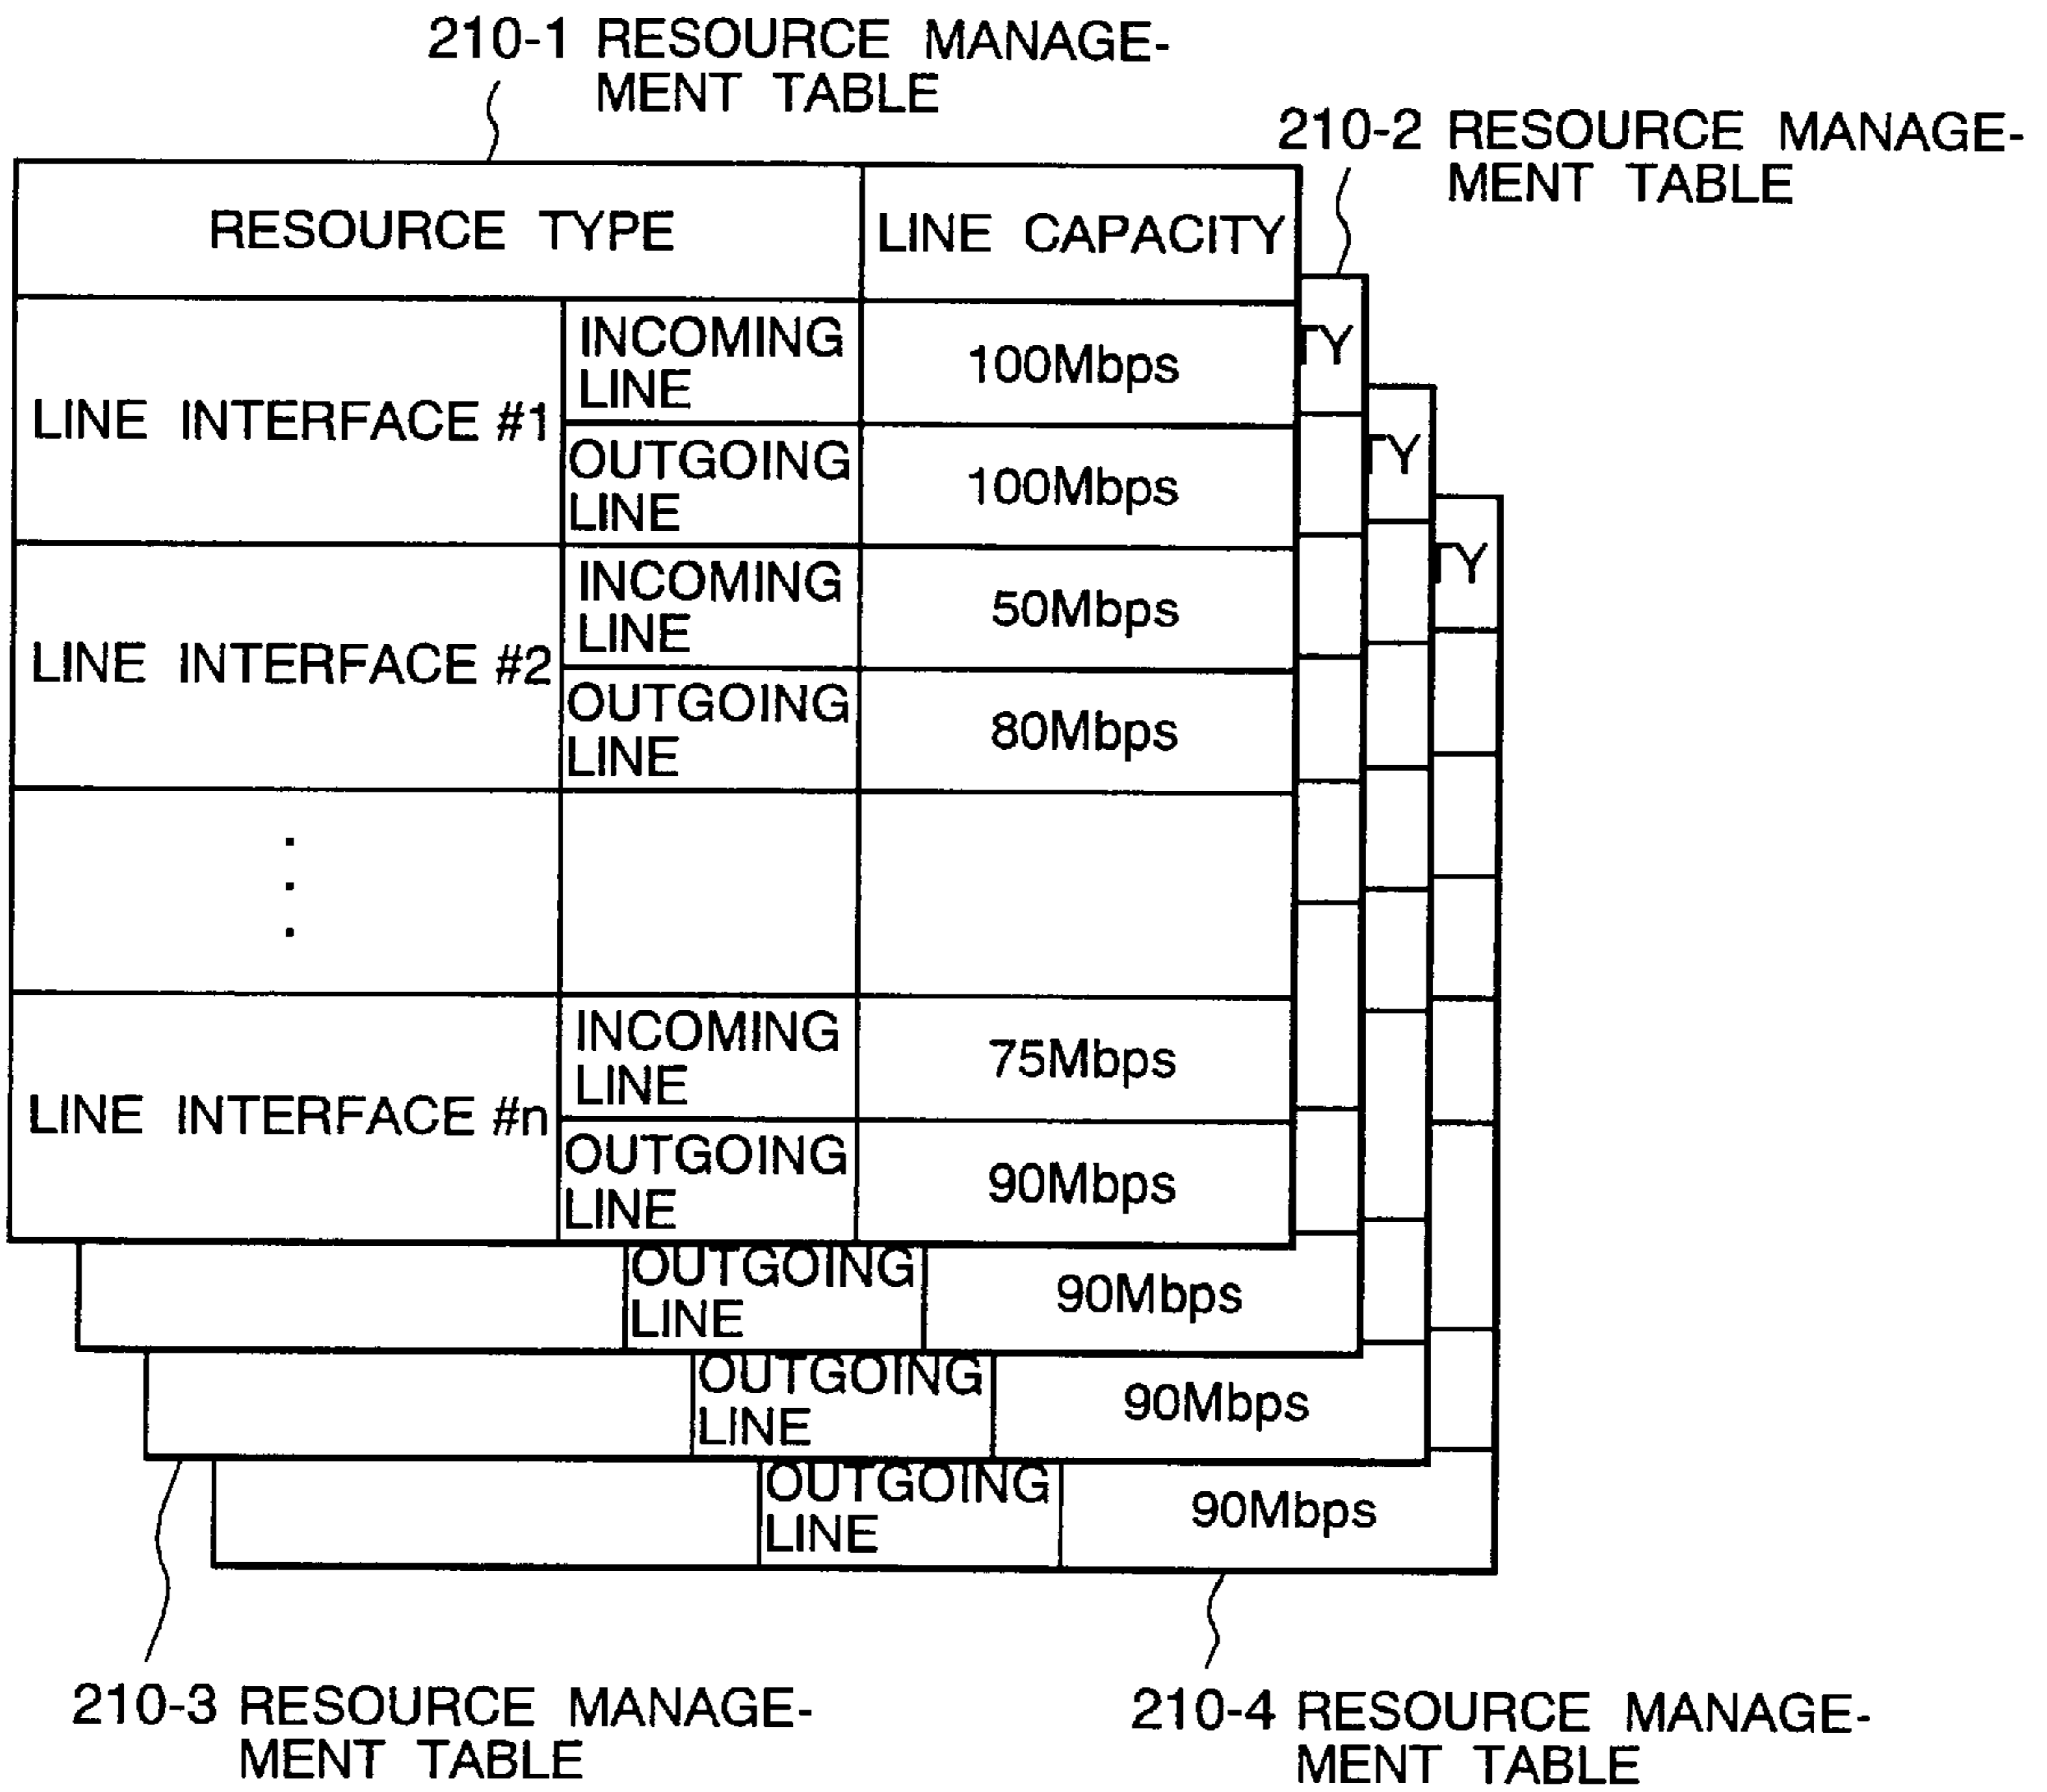 210-1 RESOURCE MANAGE-
MENT TABLE
210-2 RESOURCE MANAGE-
MENT TABLE
RESOURCE TYPE LINE CAPACITY
TY
TY
TY
LINE INTERFACE #1
INCOMING
LINE
100Mbps
OUTGOING
LINE
100Mbps
LINE INTERFACE #2
INCOMING
LINE
50Mbps
OUTGOING
LINE
80Mbps
LINE INTERFACE #n
INCOMING
LINE
75Mbps
OUTGOING
LINE
90Mbps
OUTGOING
LINE
90Mbps
OUTGOING
LINE
90Mbps
OUTGOING
LINE
90Mbps
210-3 RESOURCE MANAGE-
MENT TABLE
210-4 RESOURCE MANAGE-
MENT TABLE